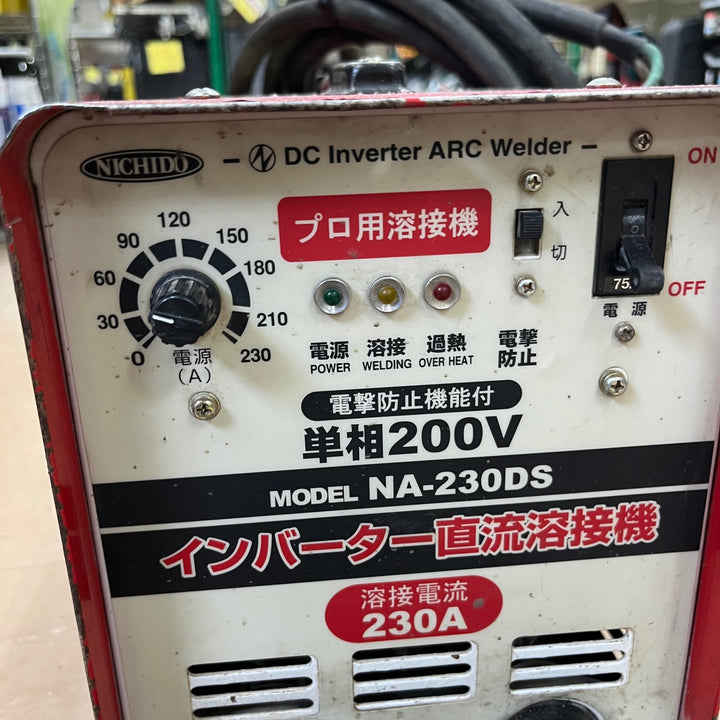 NICHIDO
- DC Inverter ARC Welder -
プロ用溶接機
入
切
ON
OFF
75
電源
0
30
60
90
120
150
180
210
230
電源
(A)
電源
POWER
溶接
WELDING
過熱
OVER HEAT
電撃
防止
電撃防止機能付
単相200V
MODEL NA-230DS
インバーター直流溶接機
溶接電流
230A